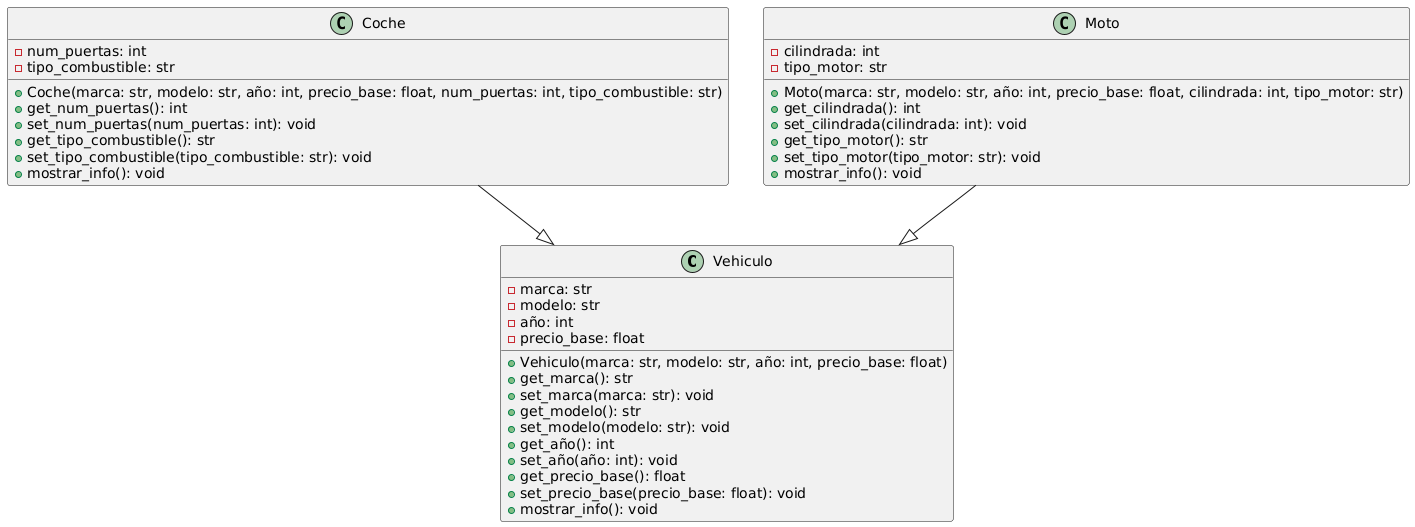 C Coche
num_puertas: int
tipo_combustible: str
Coche(marca: str, modelo: str, año: int, precio_base: float, num_puertas: int, tipo_combustible: str)
get_num_puertas(): int
set_num_puertas(num_puertas: int): void
get_tipo_combustible(): str
set_tipo_combustible(tipo_combustible: str): void
mostrar_info(): void
C Moto
cilindrada: int
tipo_motor: str
Moto(marca: str, modelo: str, año: int, precio_base: float, cilindrada: int, tipo_motor: str)
get_cilindrada(): int
set_cilindrada(cilindrada: int): void
get_tipo_motor(): str
set_tipo_motor(tipo_motor: str): void
mostrar_info(): void
C Vehiculo
marca: str
modelo: str
año: int
precio_base: float
Vehiculo(marca: str, modelo: str, año: int, precio_base: float)
get_marca(): str
set_marca(marca: str): void
get_modelo(): str
set_modelo(modelo: str): void
get_año(): int
set_año(año: int): void
get_precio_base(): float
set_precio_base(precio_base: float): void
mostrar_info(): void